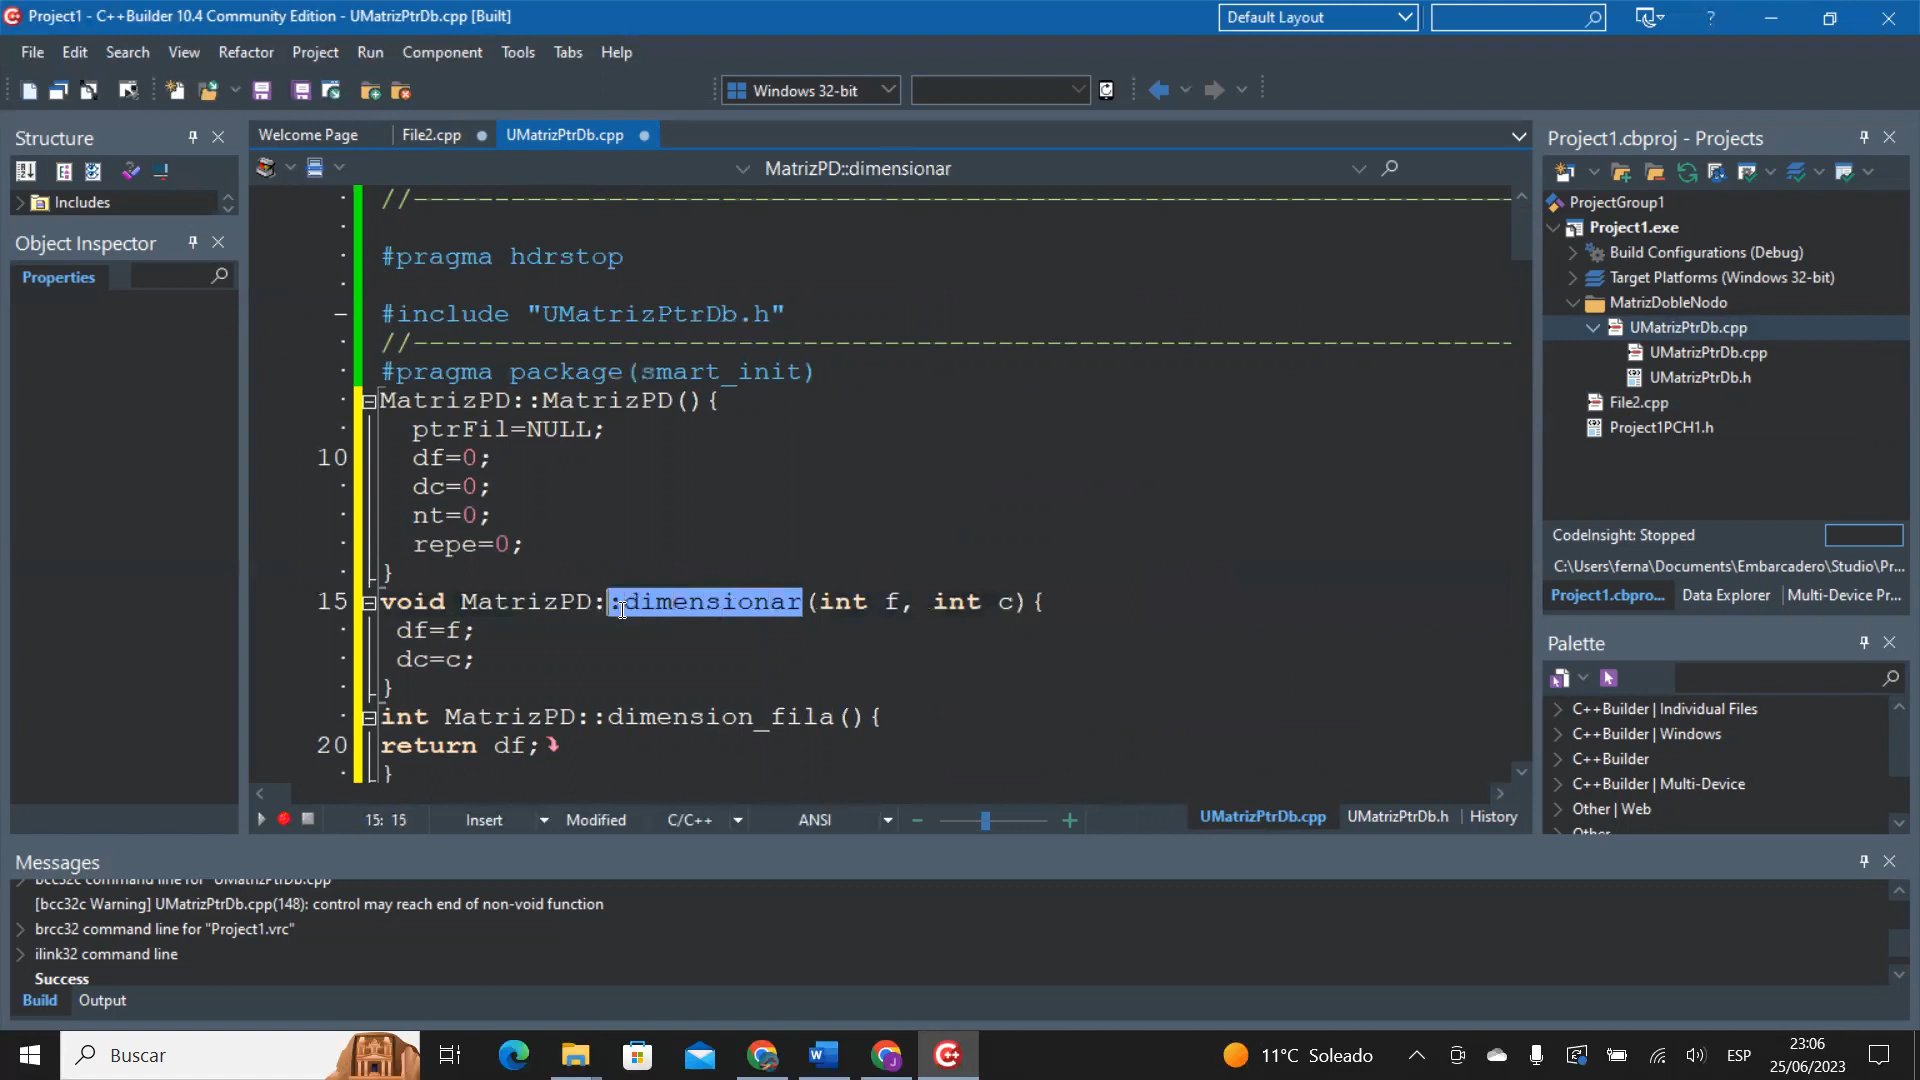 Project1 - C++Builder 10.4 Community Edition - UMatrizPtrDb.cpp [Built]
Default Layout
?
File Edit Search View Refactor Project Run Component Tools Tabs Help
Windows 32-bit
Structure
Welcome Page File2.cpp UMatrizPtrDb.cpp
Project1.cbproj - Projects
MatrizPD::dimensionar
Includes
Object Inspector
Properties
//--------------------------------------------------------------------
#pragma hdrstop
#include "UMatrizPtrDb.h"
//--------------------------------------------------------------------
#pragma package(smart_init)
MatrizPD::MatrizPD(){
ptrFil=NULL;
10 df=0;
dc=0;
nt=0;
repe=0;
}
15 void MatrizPD::dimensionar(int f, int c){
df=f;
dc=c;
}
int MatrizPD::dimension_fila(){
20 return df;
}
ProjectGroup1
Project1.exe
Build Configurations (Debug)
Target Platforms (Windows 32-bit)
MatrizDobleNodo
UMatrizPtrDb.cpp
UMatrizPtrDb.cpp
UMatrizPtrDb.h
File2.cpp
Project1PCH1.h
CodeInsight: Stopped
C:\Users\ferna\Documents\Embarcadero\Studio\Pr...
Project1.cbpro... Data Explorer Multi-Device Pr...
Palette
C++Builder | Individual Files
C++Builder | Windows
C++Builder
C++Builder | Multi-Device
Other | Web
Other
15: 15 Insert Modified C/C++ ANSI UMatrizPtrDb.cpp UMatrizPtrDb.h History
Messages
bcc32c command line for "UMatrizPtrDb.cpp"
[bcc32c Warning] UMatrizPtrDb.cpp(148): control may reach end of non-void function
brcc32 command line for "Project1.vrc"
ilink32 command line
Success
Build Output
Buscar
11°C Soleado
ESP
23:06
25/06/2023